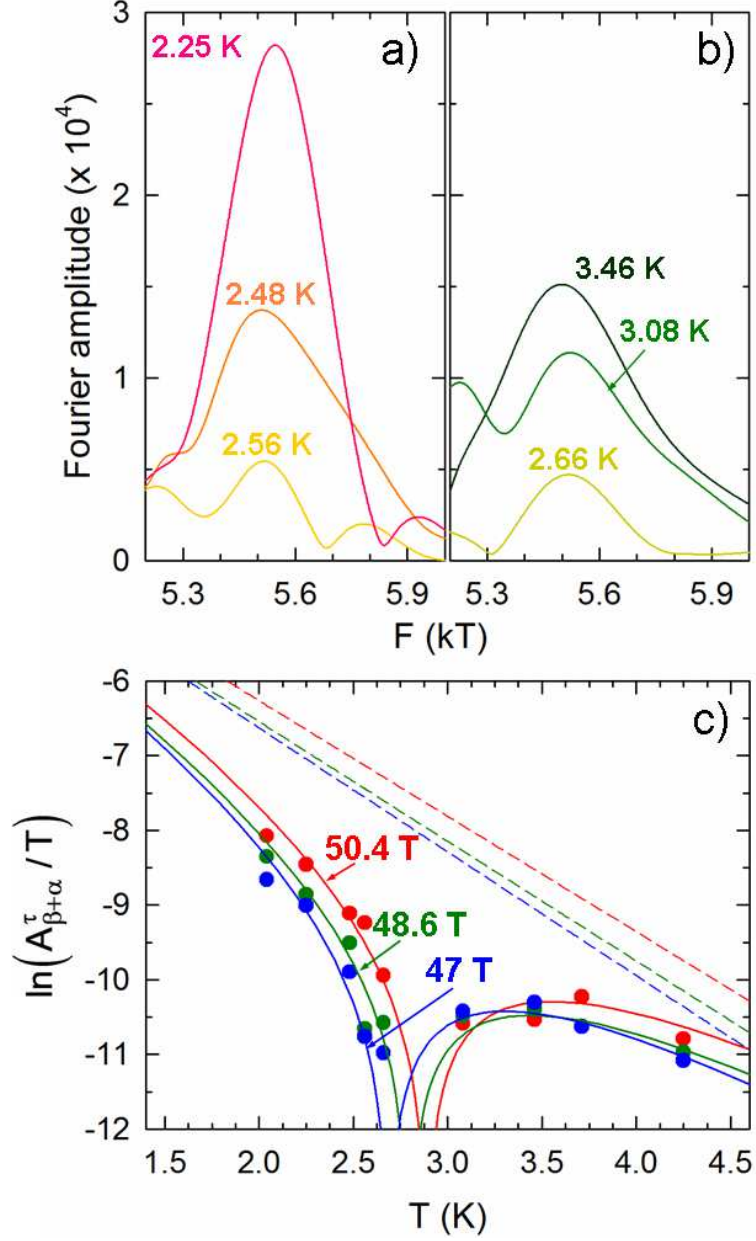 3
2
1
0
Fourier amplitude (x 10⁴)
a)
2.25 K
2.48 K
2.56 K
b)
3.46 K
3.08 K
2.66 K
5.3 5.6 5.9 5.3 5.6 5.9
F (kT)
-6
-7
-8
-9
-10
-11
-12
ln(A^τ_{β+α} /T)
c)
50.4 T
48.6 T
47 T
1.5 2.0 2.5 3.0 3.5 4.0 4.5
T (K)